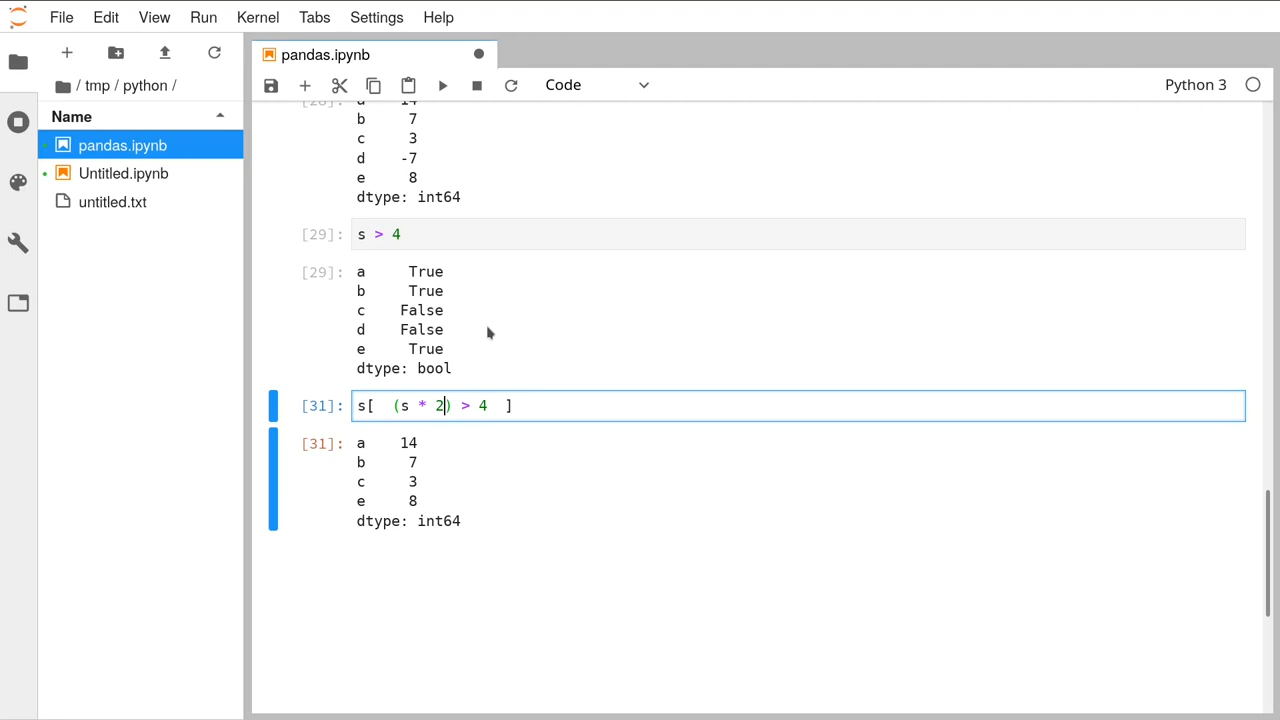 File Edit View Run Kernel Tabs Settings Help
/ tmp / python /
Name
pandas.ipynb
Untitled.ipynb
untitled.txt
pandas.ipynb
Code
Python 3
b 7
c 3
d -7
e 8
dtype: int64
[29]: s > 4
[29]: a True
b True
c False
d False
e True
dtype: bool
[31]: s[ (s * 2) > 4 ]
[31]: a 14
b 7
c 3
e 8
dtype: int64